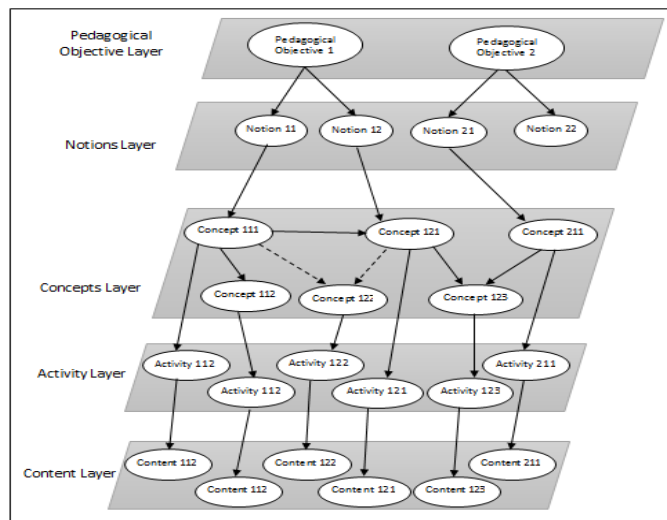 Pedagogical
Objective Layer
Pedagogical
Objective 1
Pedagogical
Objective 2
Notions Layer
Notion 11
Notion 12
Notion 21
Notion 22
Concepts Layer
Concept 111
Concept 121
Concept 211
Concept 112
Concept 122
Concept 123
Activity Layer
Activity 112
Activity 122
Activity 211
Activity 112
Activity 121
Activity 123
Content Layer
Content 112
Content 122
Content 211
Content 112
Content 121
Content 123